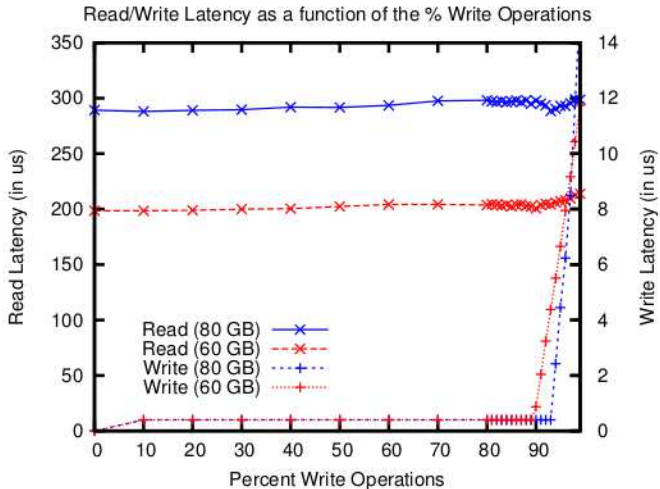 Read/Write Latency as a function of the % Write Operations
350
300
250
200
150
100
50
0
14
12
10
8
6
4
2
0
Read Latency (in us)
Write Latency (in us)
Read (80 GB)
Read (60 GB)
Write (80 GB)
Write (60 GB)
0 10 20 30 40 50 60 70 80 90
Percent Write Operations